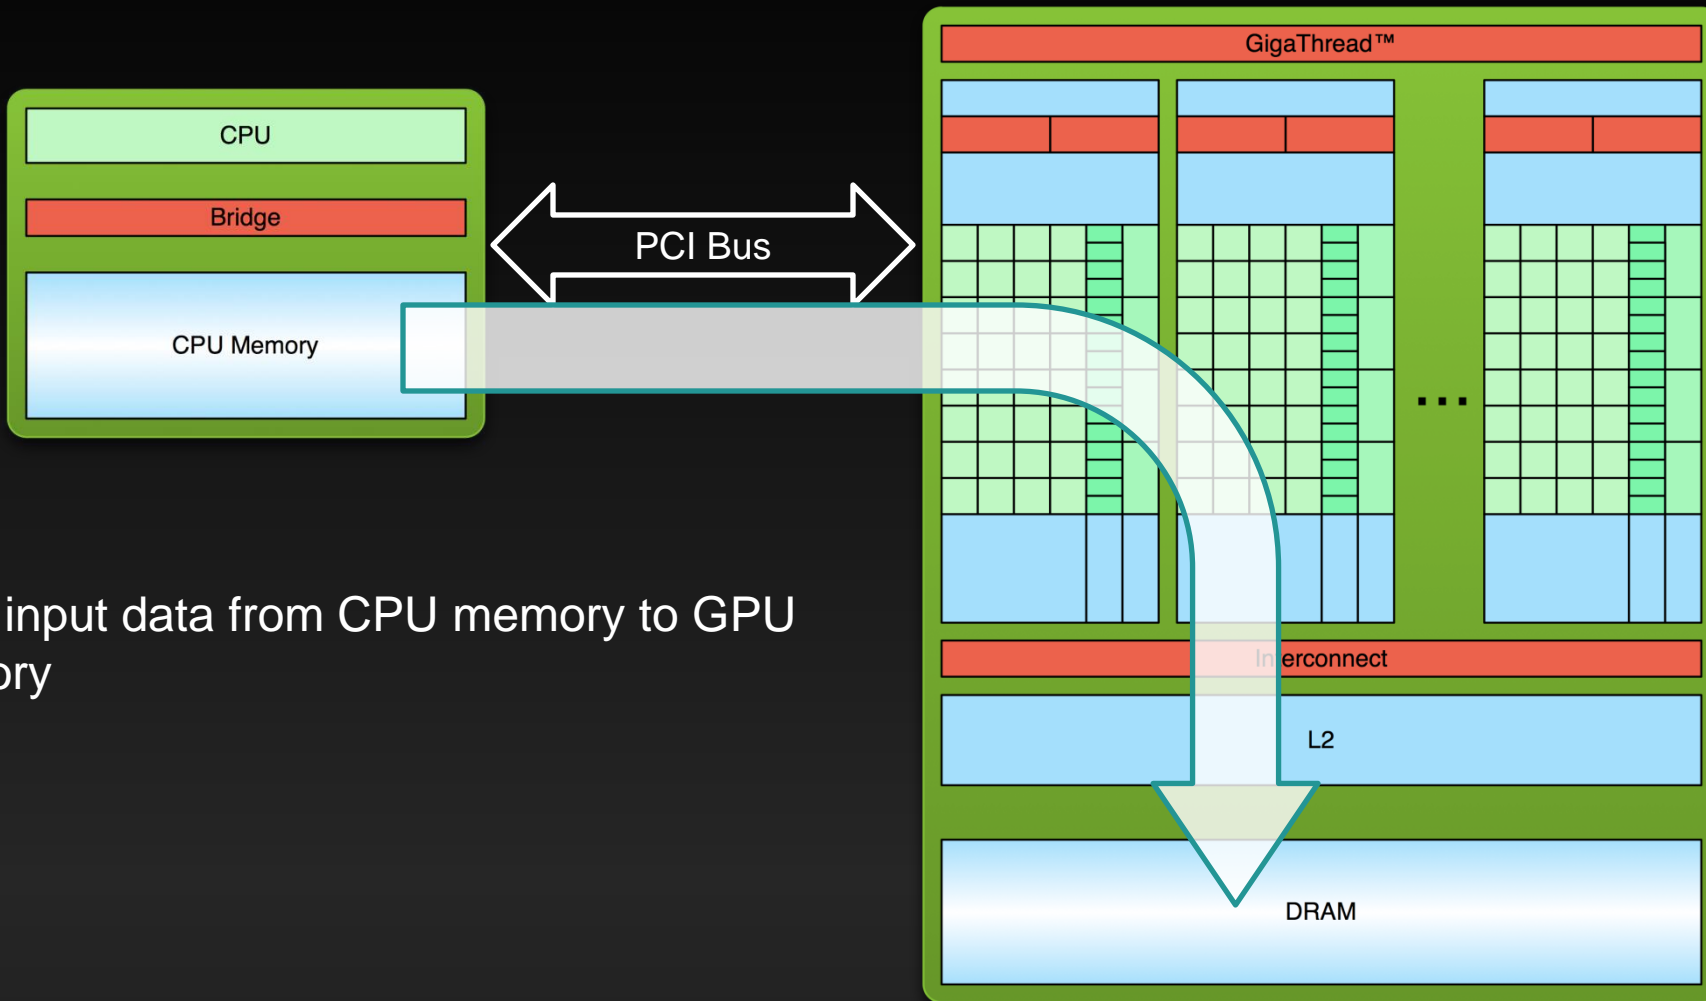 GigaThread™
CPU
Bridge
PCI Bus
CPU Memory
...
input data from CPU memory to GPU
ory
Interconnect
L2
DRAM